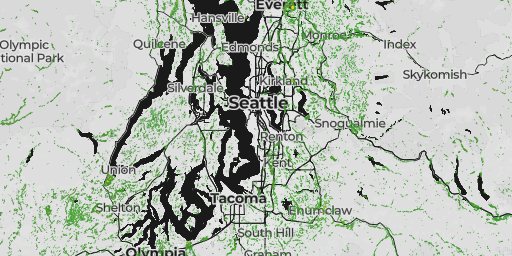 Hansville
Everett
Olympic
tional Park
Quilcene
Edmonds
Monroe
Index
Skykomish
Silverdale
Kirkland
Seattle
Snoqualmie
Renton
Kent
Union
Shelton
Tacoma
Enumclaw
South Hill
Olympia
Graham